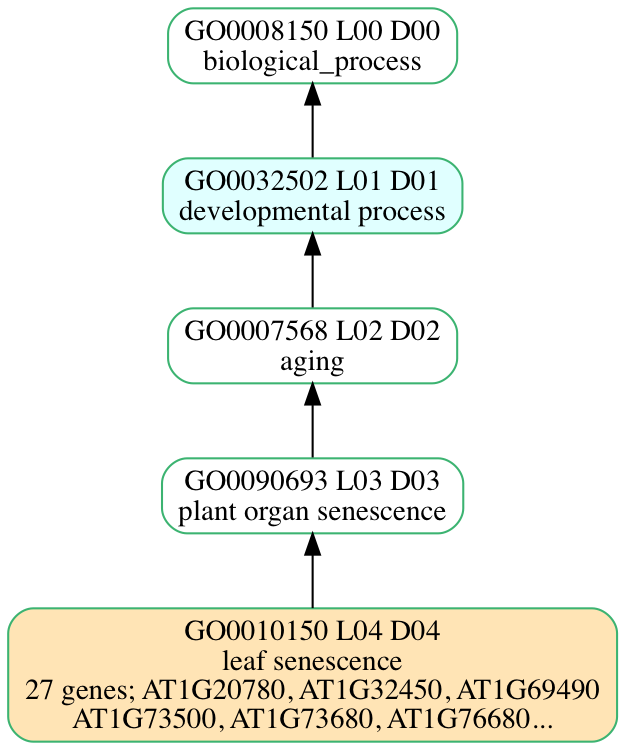 GO0008150 L00 D00
biological_process
GO0032502 L01 D01
developmental process
GO0007568 L02 D02
aging
GO0090693 L03 D03
plant organ senescence
GO0010150 L04 D04
leaf senescence
27 genes; AT1G20780, AT1G32450, AT1G69490
AT1G73500, AT1G73680, AT1G76680...